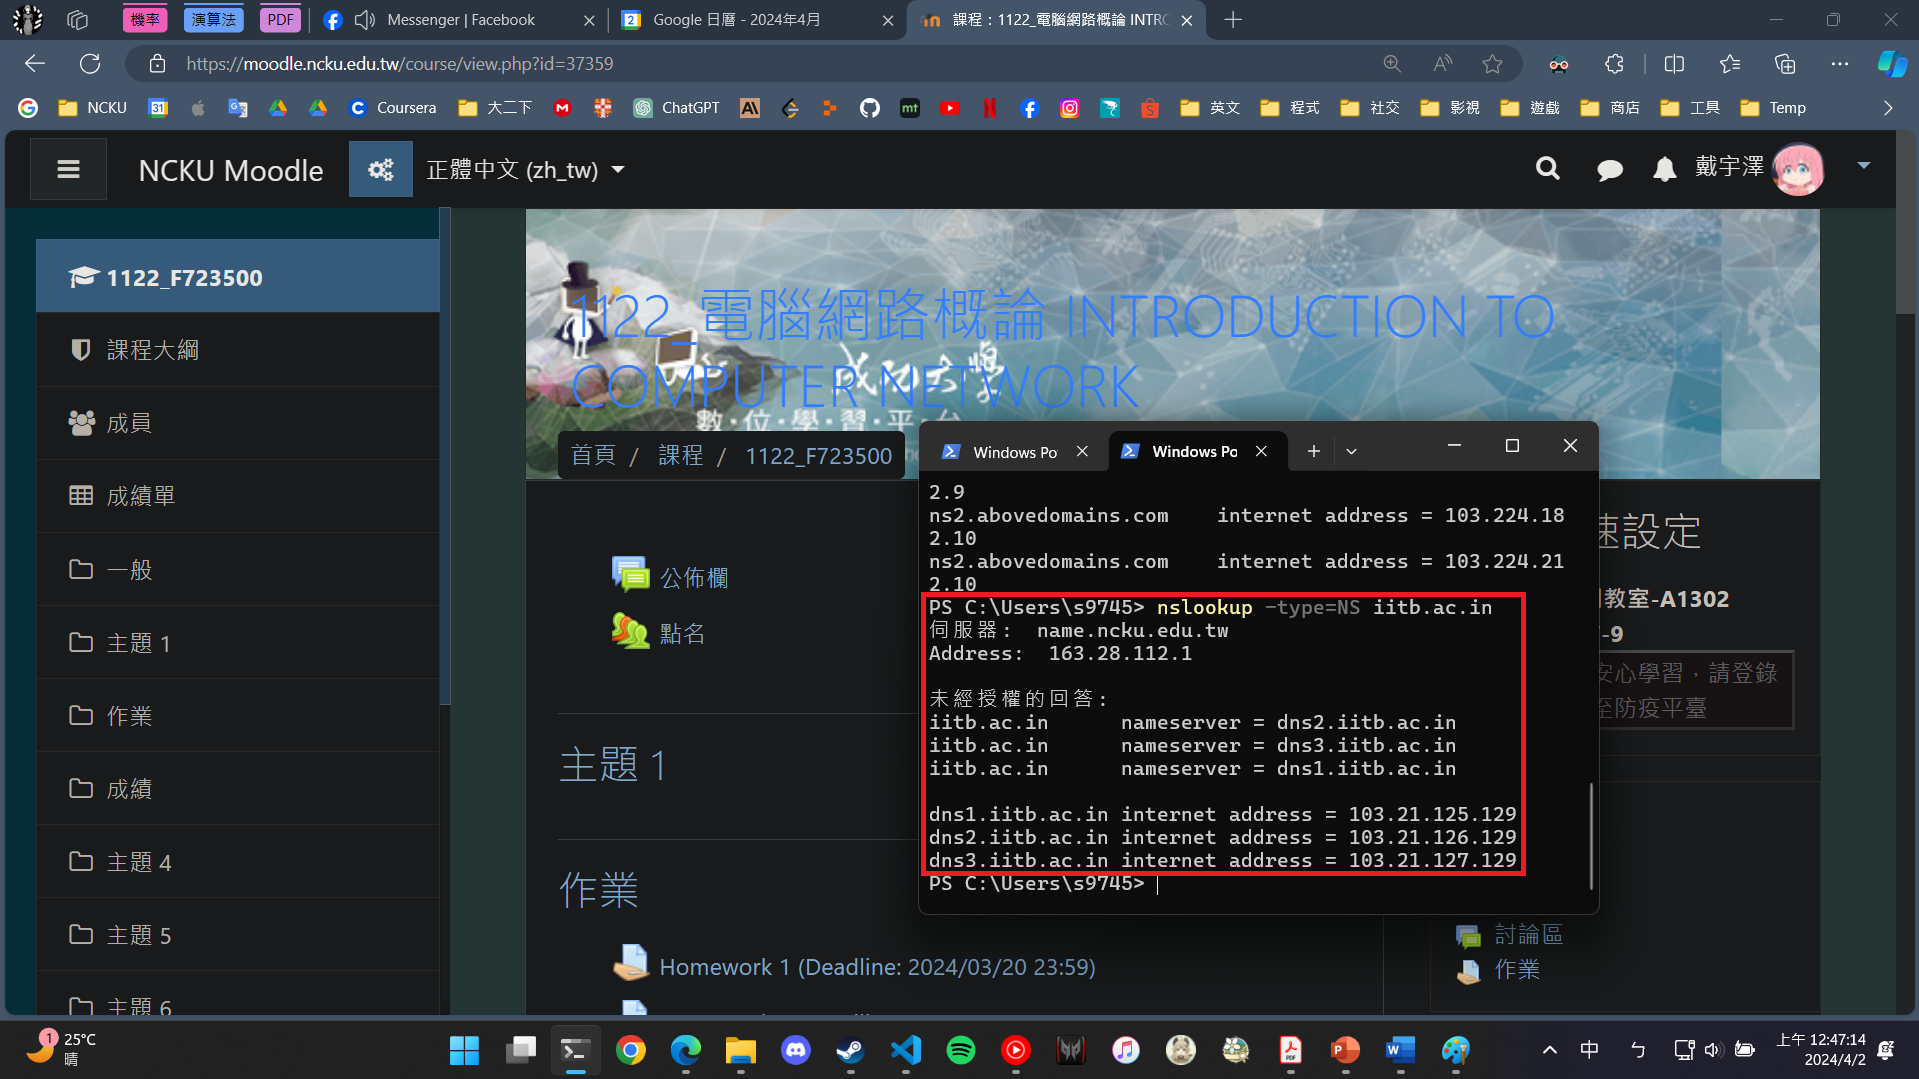 機率
演算法
PDF
Messenger | Facebook
Google 日曆 - 2024年4月
課程：1122_電腦網路概論 INTRO
https://moodle.ncku.edu.tw/course/view.php?id=37359
NCKU
Coursera
大二下
ChatGPT
英文
程式
社交
影視
遊戲
商店
工具
Temp
NCKU Moodle
正體中文 (zh_tw)
戴宇澤
1122_F723500
課程大綱
成員
成績單
一般
主題 1
作業
成績
主題 4
主題 5
主題 6
1122_電腦網路概論 INTRODUCTION TO
COMPUTER NETWORK
數·位·學·習·平·台
首頁 / 課程 / 1122_F723500
公佈欄
點名
主題 1
作業
Homework 1 (Deadline: 2024/03/20 23:59)
Windows Po
Windows Po
2.9
ns2.abovedomains.com    internet address = 103.224.18
2.10
ns2.abovedomains.com    internet address = 103.224.21
2.10
PS C:\Users\s9745> nslookup -type=NS iitb.ac.in
伺服器:  name.ncku.edu.tw
Address:  163.28.112.1
未經授權的回答:
iitb.ac.in      nameserver = dns2.iitb.ac.in
iitb.ac.in      nameserver = dns3.iitb.ac.in
iitb.ac.in      nameserver = dns1.iitb.ac.in
dns1.iitb.ac.in internet address = 103.21.125.129
dns2.iitb.ac.in internet address = 103.21.126.129
dns3.iitb.ac.in internet address = 103.21.127.129
PS C:\Users\s9745>
速設定
教室-A1302
-9
安心學習，請登錄
至防疫平臺
討論區
作業
1
25°C
晴
中
ㄅ
上午 12:47:14
2024/4/2